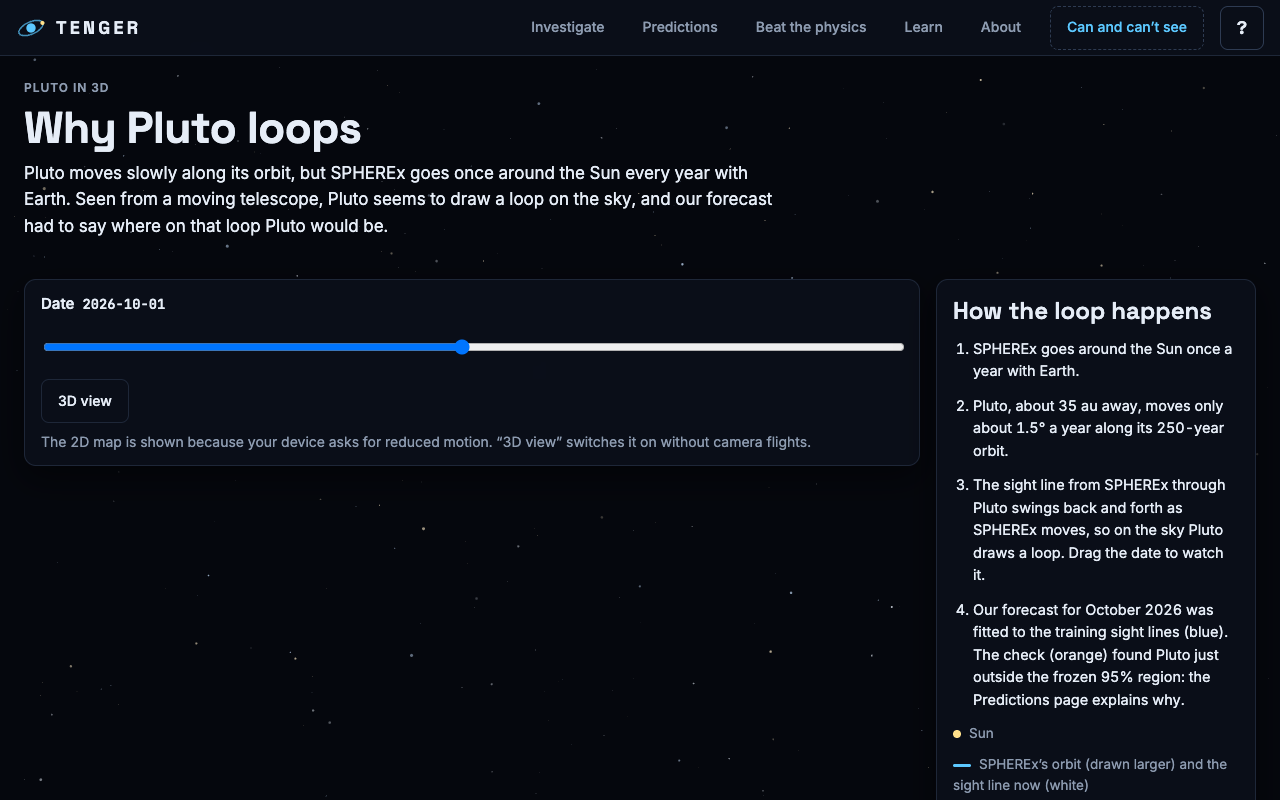 TENGER
Investigate
Predictions
Beat the physics
Learn
About
Can and can’t see
?
PLUTO IN 3D
Why Pluto loops
Pluto moves slowly along its orbit, but SPHEREx goes once around the Sun every year with
Earth. Seen from a moving telescope, Pluto seems to draw a loop on the sky, and our forecast
had to say where on that loop Pluto would be.
Date 2026-10-01
3D view
The 2D map is shown because your device asks for reduced motion. “3D view” switches it on without camera flights.
How the loop happens
1. SPHEREx goes around the Sun once a
year with Earth.
2. Pluto, about 35 au away, moves only
about 1.5° a year along its 250-year
orbit.
3. The sight line from SPHEREx through
Pluto swings back and forth as
SPHEREx moves, so on the sky Pluto
draws a loop. Drag the date to watch
it.
4. Our forecast for October 2026 was
fitted to the training sight lines (blue).
The check (orange) found Pluto just
outside the frozen 95% region: the
Predictions page explains why.
Sun
SPHEREx’s orbit (drawn larger) and the
sight line now (white)